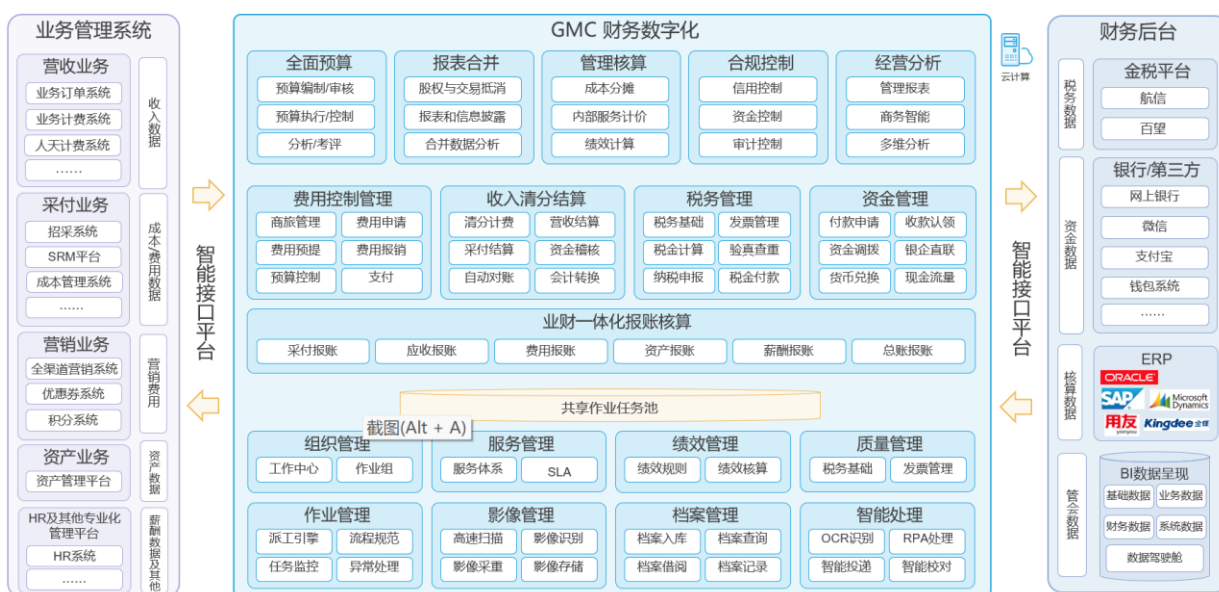 业务管理系统
营收业务
业务订单系统
业务计费系统
人天计费系统
……
收入数据
采付业务
招采系统
SRM平台
成本管理系统
……
成本费用数据
营销业务
全渠道营销系统
优惠券系统
积分系统
营销费用
资产业务
资产管理平台
资产数据
HR及其他专业化
管理平台
HR系统
……
薪酬数据及其他
智能接口平台
GMC 财务数字化
全面预算
预算编制/审核
预算执行/控制
分析/考评
报表合并
股权与交易抵消
报表和信息披露
合并数据分析
管理核算
成本分摊
内部服务计价
绩效计算
合规控制
信用控制
资金控制
审计控制
经营分析
管理报表
商务智能
多维分析
费用控制管理
商旅管理
费用申请
费用预提
费用报销
预算控制
支付
收入清分结算
清分计费
营收结算
采付结算
资金稽核
自动对账
会计转换
税务管理
税务基础
发票管理
税金计算
验真查重
纳税申报
税金付款
资金管理
付款申请
收款认领
资金调拨
银企直联
货币兑换
现金流量
业财一体化报账核算
采付报账
应收报账
费用报账
资产报账
薪酬报账
总账报账
共享作业任务池
截图(Alt + A)
组织管理
工作中心
作业组
服务管理
服务体系
SLA
绩效管理
绩效规则
绩效核算
质量管理
税务基础
发票管理
作业管理
派工引擎
流程规范
任务监控
异常处理
影像管理
高速扫描
影像识别
影像采重
影像存储
档案管理
档案入库
档案查询
档案借阅
档案记录
智能处理
OCR识别
RPA处理
智能投递
智能校对
云计算
智能接口平台
财务后台
税务数据
金税平台
航信
百望
资金数据
银行/第三方
网上银行
微信
支付宝
钱包系统
……
核算数据
ERP
ORACLE
SAP
Microsoft
Dynamics
用友
yonyou
Kingdee 金蝶
管会数据
BI数据呈现
基础数据
业务数据
财务数据
系统数据
数据驾驶舱